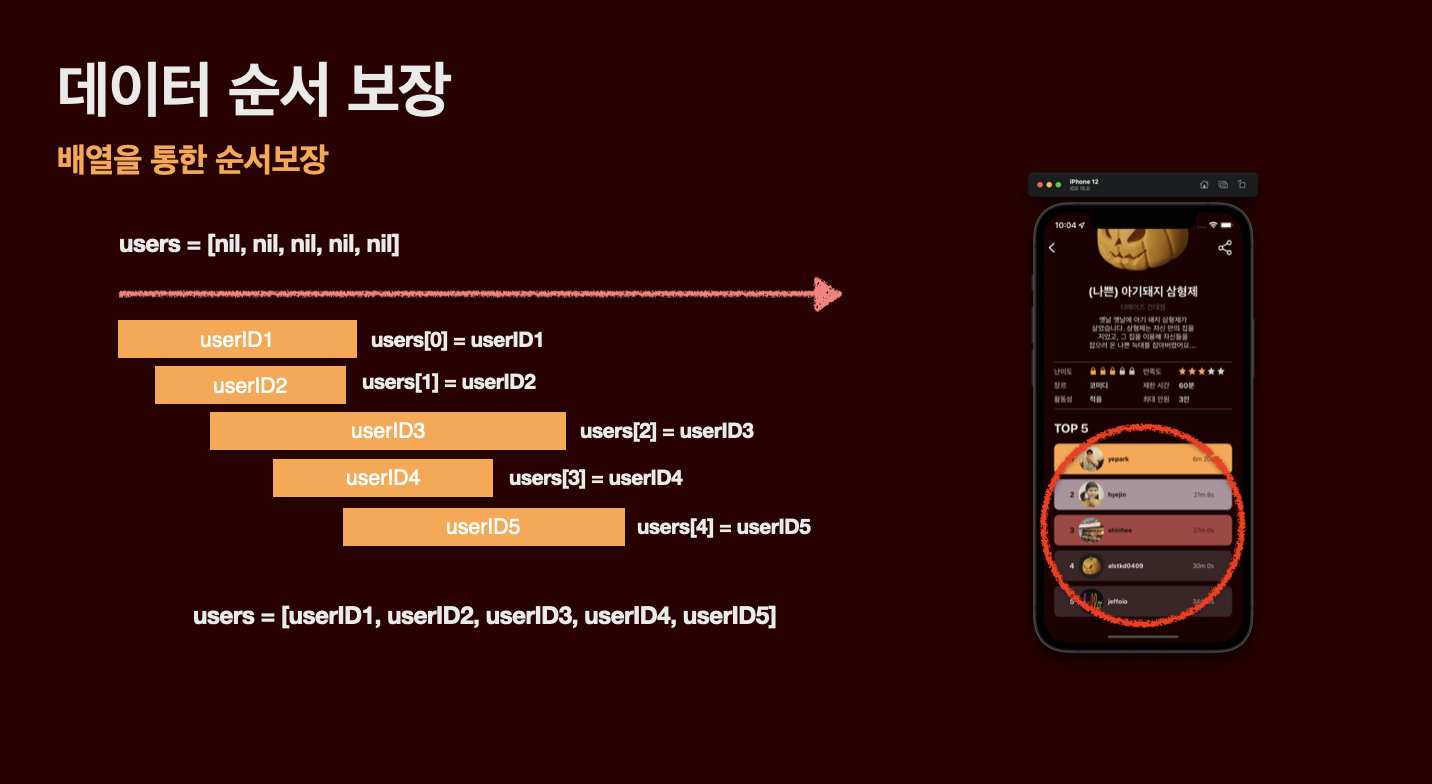 데이터 순서 보장
배열을 통한 순서보장
users = [nil, nil, nil, nil, nil]
userID1
users[0] = userID1
userID2
users[1] = userID2
userID3
users[2] = userID3
userID4
users[3] = userID4
userID5
users[4] = userID5
users = [userID1, userID2, userID3, userID4, userID5]
iPhone 12
iOS 15.0
10:04
(나쁜) 아기돼지 삼형제
더메이즈 건대점
옛날 옛날에 아기 돼지 삼형제가
살았습니다. 삼형제는 자신 만의 집을
지었고, 그 집을 이용해 자신들을
잡으러 온 나쁜 늑대를 잡아버렸어요....
난이도
만족도
장르 코미디 제한 시간 60분
활동성 적음 최대 인원 3인
TOP 5
yepark 6m
2 hyejin 21m 8s
3 shinhee 27m 0s
4 alstkd0409 30m 0s
5 jeffoio